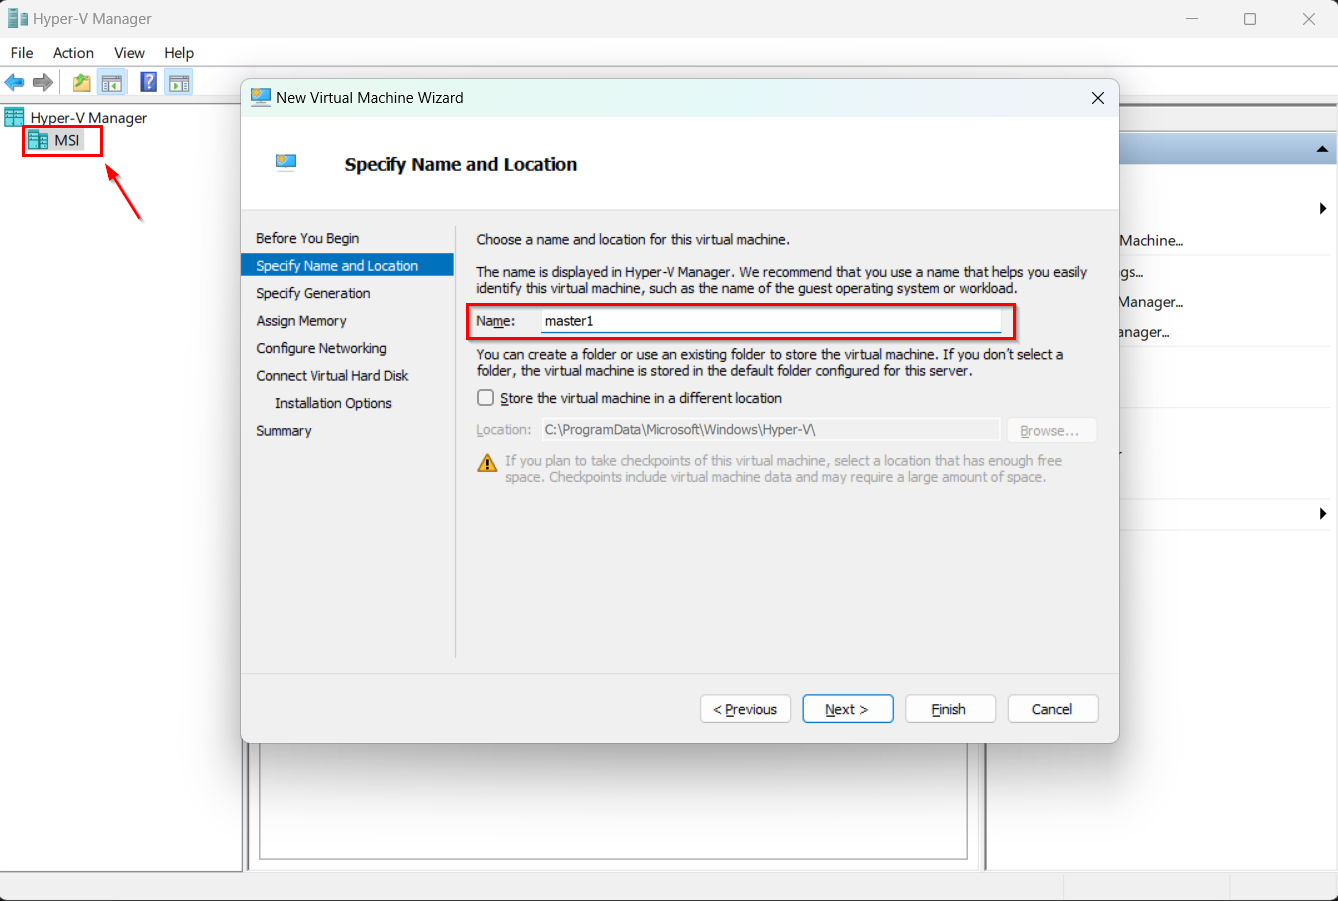 Hyper-V Manager
File Action View Help
Hyper-V Manager
MSI
New Virtual Machine Wizard
Specify Name and Location
Before You Begin
Specify Name and Location
Specify Generation
Assign Memory
Configure Networking
Connect Virtual Hard Disk
Installation Options
Summary
Choose a name and location for this virtual machine.
The name is displayed in Hyper-V Manager. We recommend that you use a name that helps you easily
identify this virtual machine, such as the name of the guest operating system or workload.
Name: master1
You can create a folder or use an existing folder to store the virtual machine. If you don't select a
folder, the virtual machine is stored in the default folder configured for this server.
Store the virtual machine in a different location
Location: C:\ProgramData\Microsoft\Windows\Hyper-V\ Browse...
If you plan to take checkpoints of this virtual machine, select a location that has enough free
space. Checkpoints include virtual machine data and may require a large amount of space.
< Previous Next > Finish Cancel
Machine...
gs...
Manager...
anager...